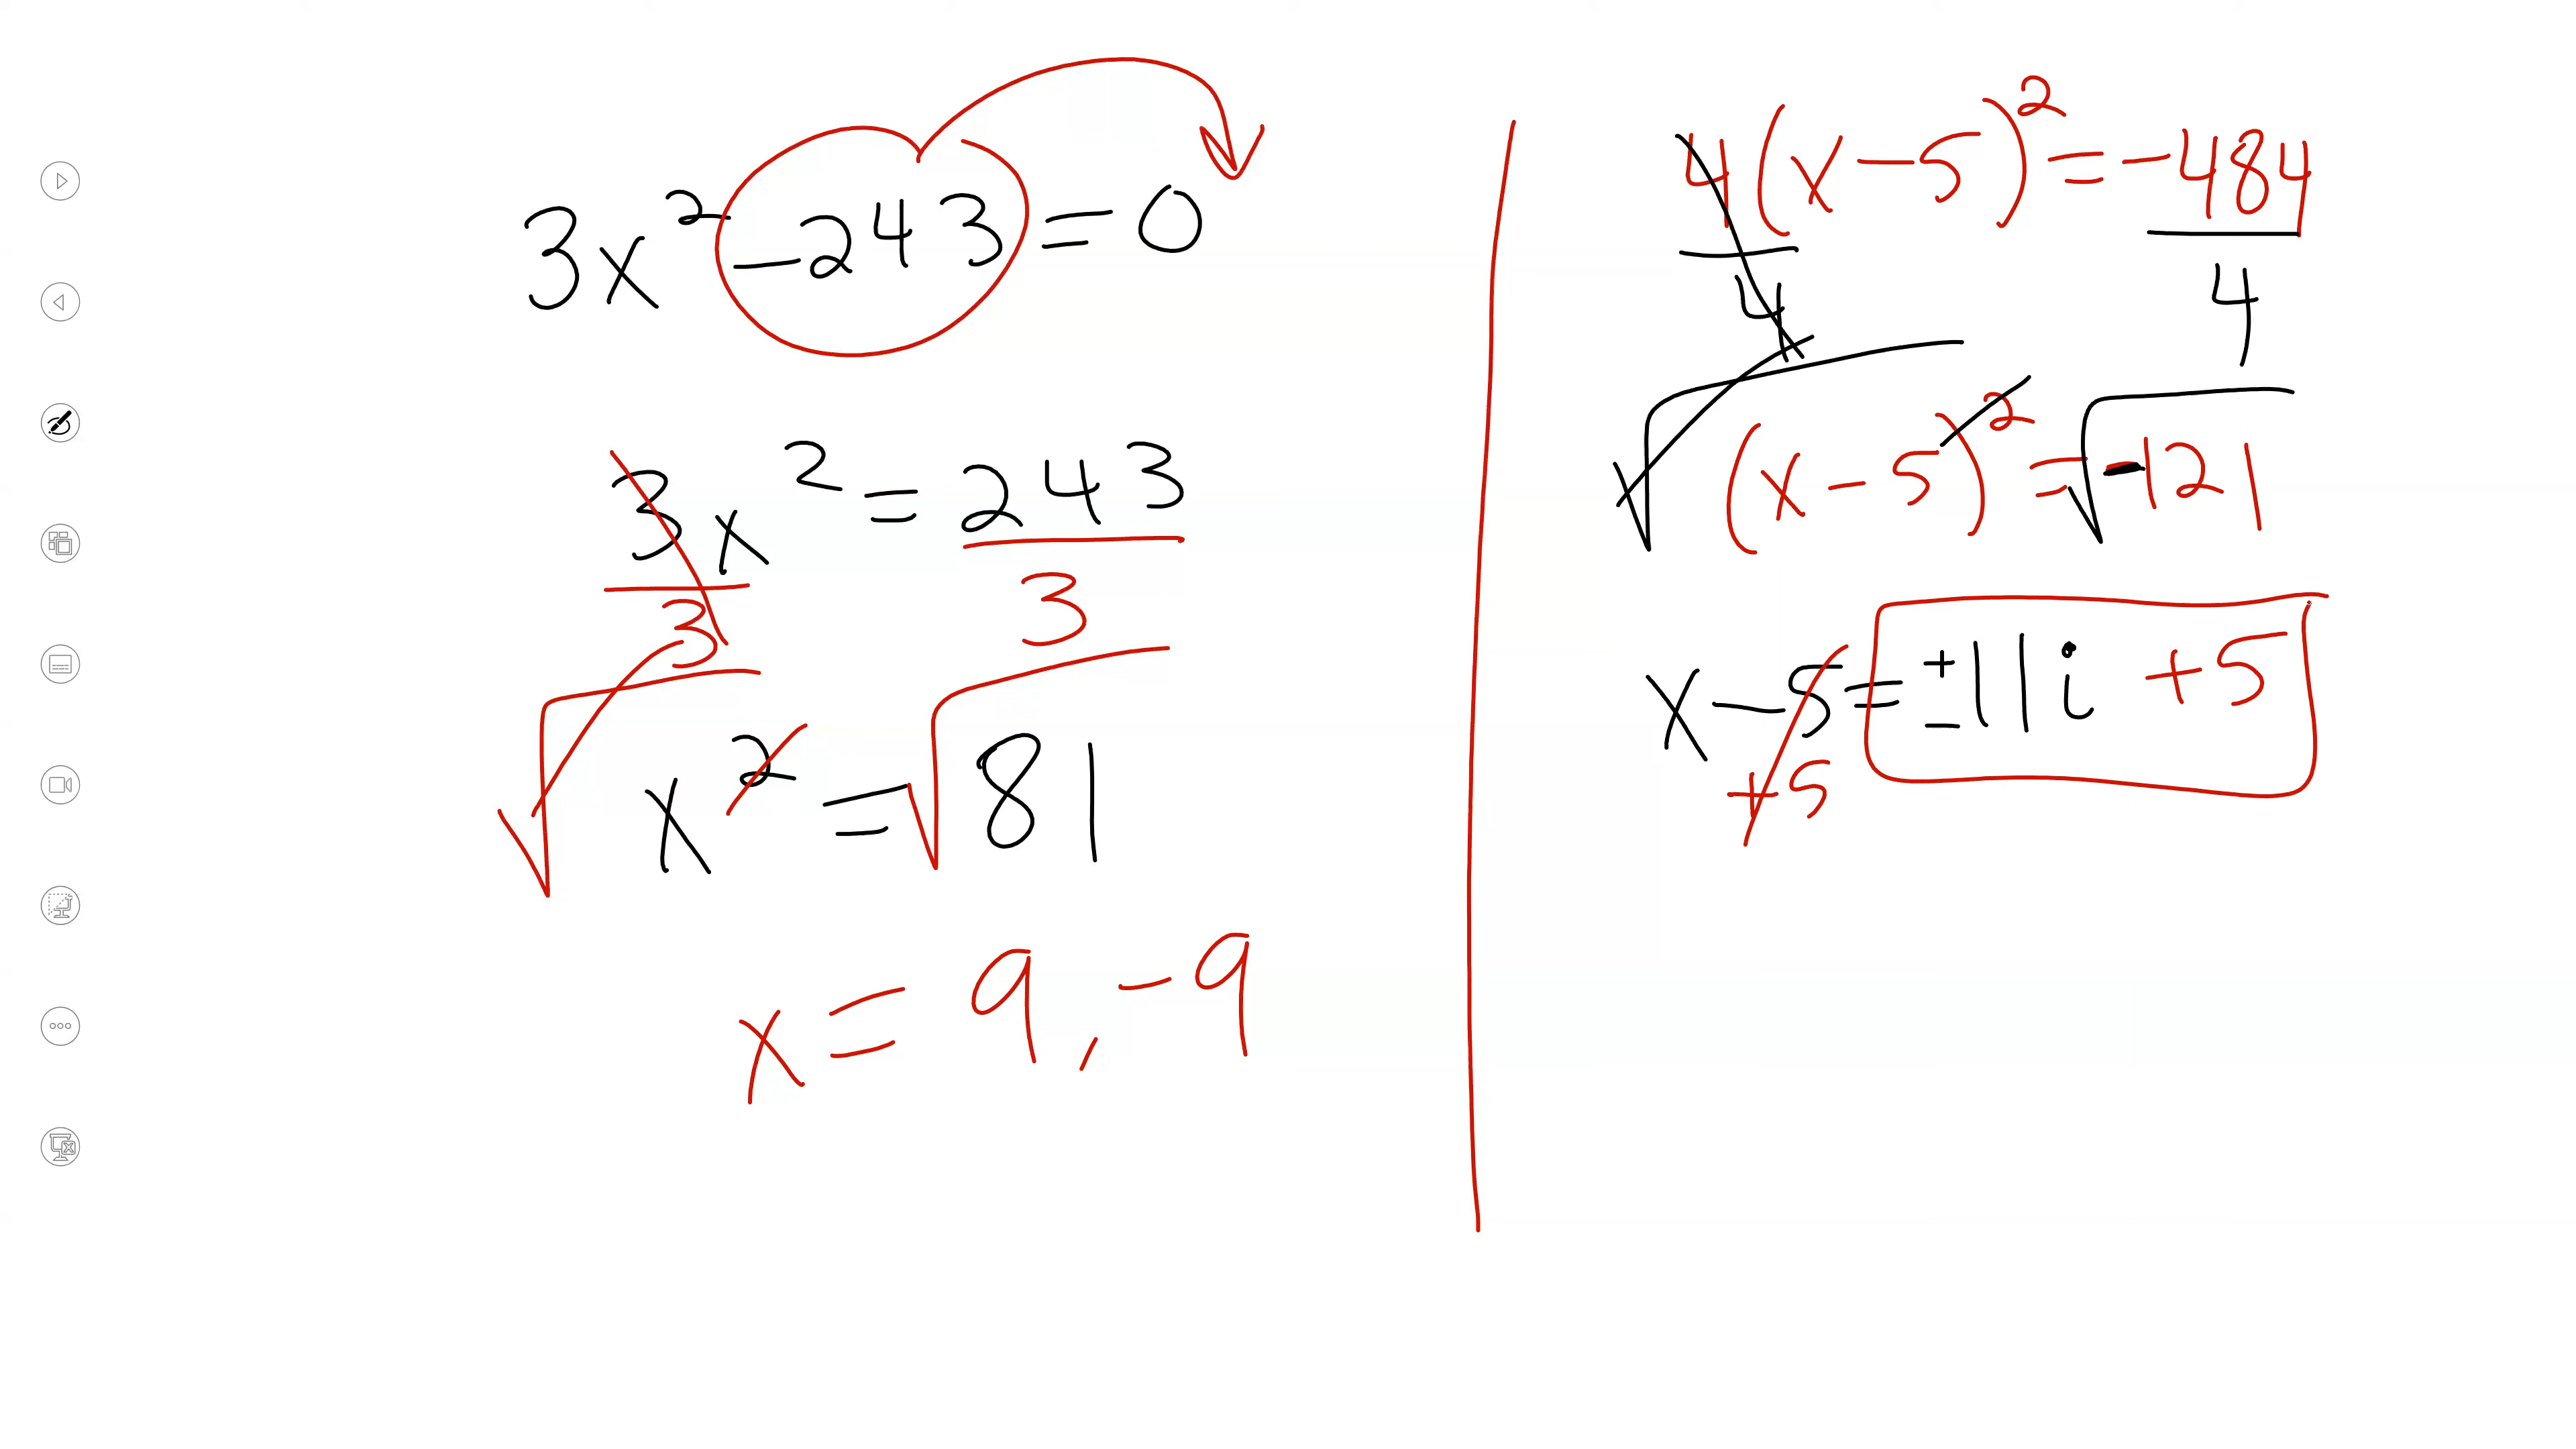 3x² - 243 = 0
3x² = 243
3 3
√x² = √81
x = 9, -9
4(x - 5)² = -484
4 4
√(x - 5)² = √-121
x - 5 = ±11i + 5
+5